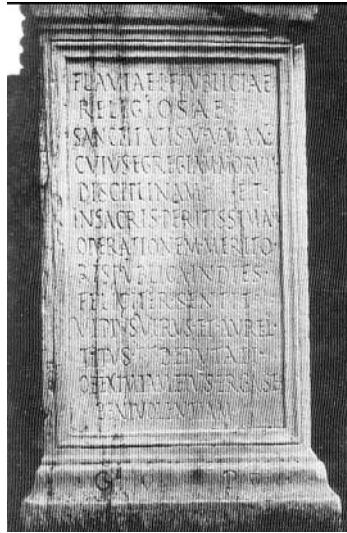 FLAVIAE L F PVBLICIAE
RELIGIOSAE
SANCTITATIS V V MAX
CVIVS EGREGIAM MORVM
DISCIPLINAM ET
IN SACRIS PERITISSIMAM
OPERATIONEM MERITO
RES PVBLICA IN DIES
FELICITER SENTIT
VLPIVS VERVS ET AVREL
TITVS DEPVTATI
OB EXIMIAM EIVS ERGA SE
BENIVOLENTIAM
G P